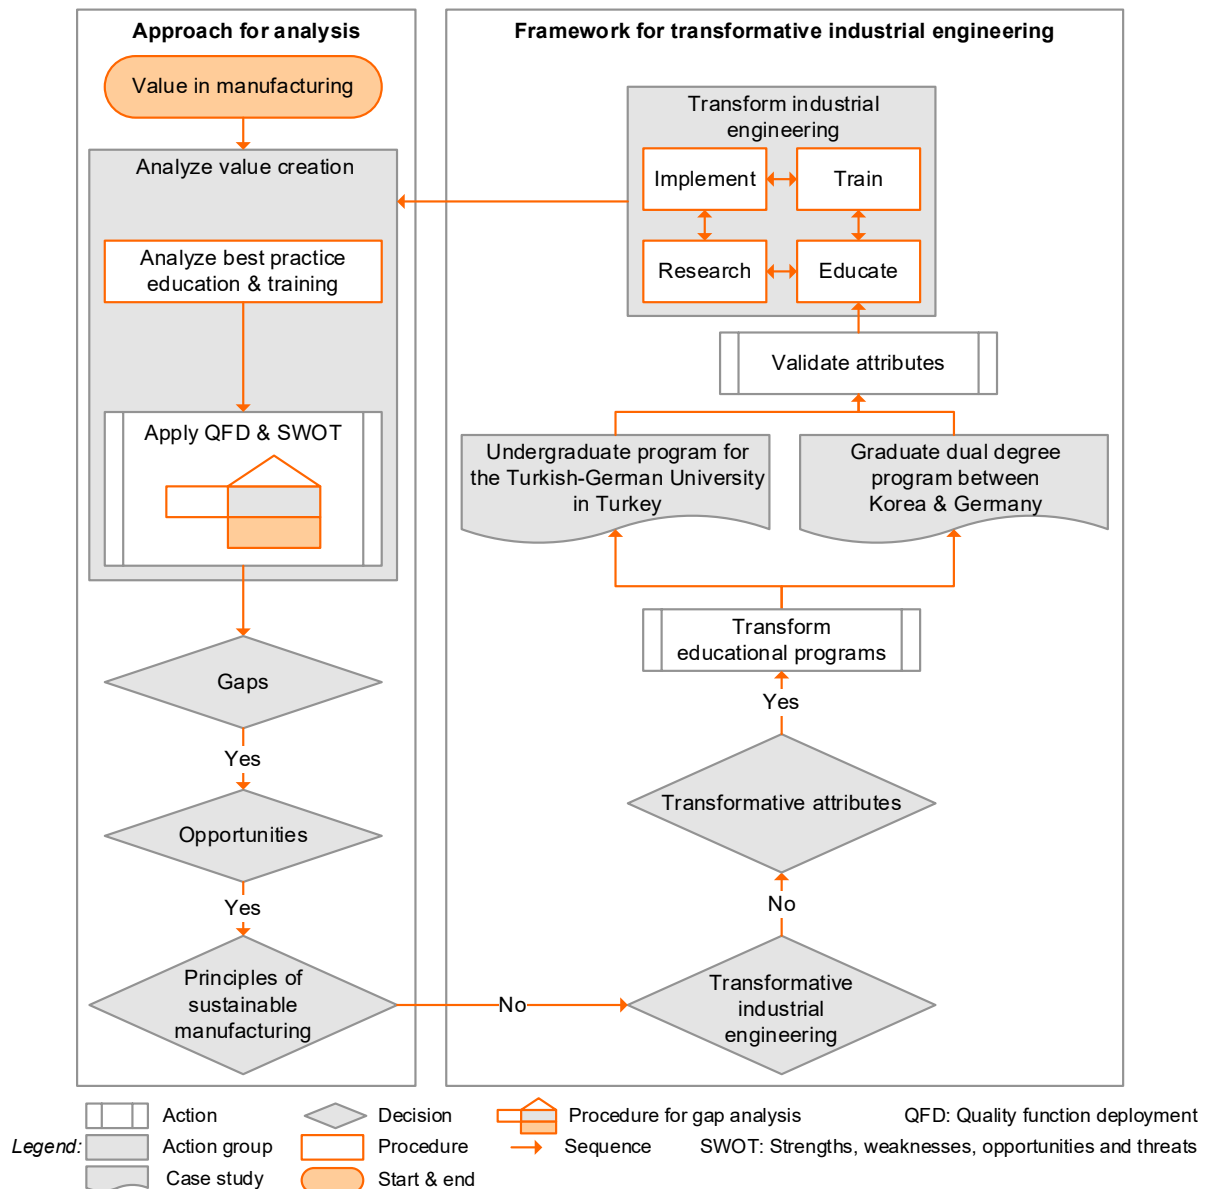 Approach for analysis
Value in manufacturing
Analyze value creation
Analyze best practice
education & training
Apply QFD & SWOT
Gaps
Yes
Opportunities
Yes
Principles of
sustainable
manufacturing
No
Framework for transformative industrial engineering
Transform industrial
engineering
Implement
Train
Research
Educate
Validate attributes
Undergraduate program for
the Turkish-German University
in Turkey
Graduate dual degree
program between
Korea & Germany
Transform
educational programs
Yes
Transformative attributes
No
Transformative
industrial
engineering
Legend:
Action
Action group
Case study
Decision
Procedure
Start & end
Procedure for gap analysis
Sequence
QFD: Quality function deployment
SWOT: Strengths, weaknesses, opportunities and threats